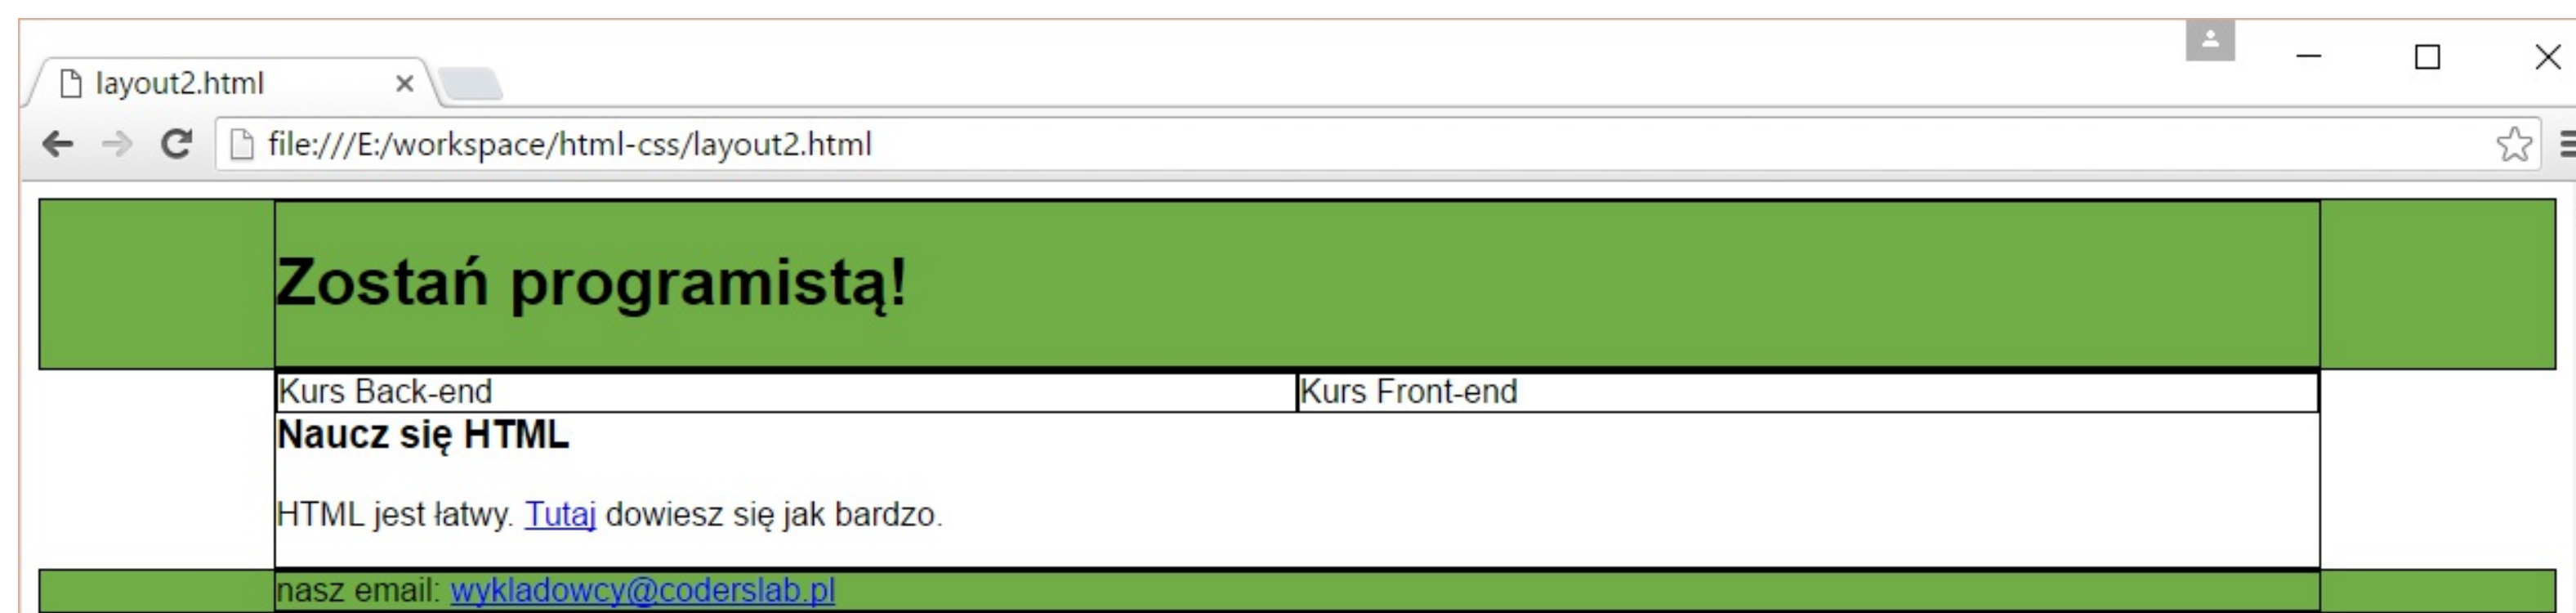 layout2.html
file:///E:/workspace/html-css/layout2.html
Zostań programistą!
Kurs Back-end Kurs Front-end
Naucz się HTML
HTML jest łatwy. Tutaj dowiesz się jak bardzo.
nasz email: wykladowcy@coderslab.pl